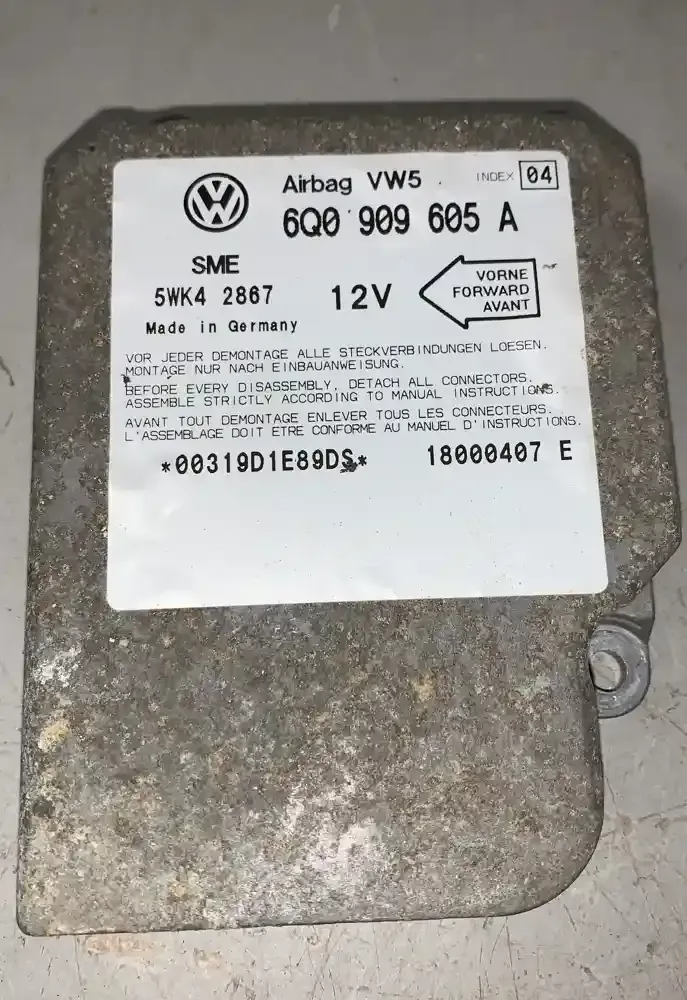 Airbag VW5 INDEX 04
6Q0 909 605 A
SME
5WK4 2867 12V
VORNE
FORWARD
AVANT
Made in Germany
VOR JEDER DEMONTAGE ALLE STECKVERBINDUNGEN LOESEN.
MONTAGE NUR NACH EINBAUANWEISUNG.
BEFORE EVERY DISASSEMBLY, DETACH ALL CONNECTORS.
ASSEMBLE STRICTLY ACCORDING TO MANUAL INSTRUCTIONS.
AVANT TOUT DEMONTAGE ENLEVER TOUS LES CONNECTEURS.
L'ASSEMBLAGE DOIT ETRE CONFORME AU MANUEL D'INSTRUCTIONS.
*00319D1E89DS* 18000407 E